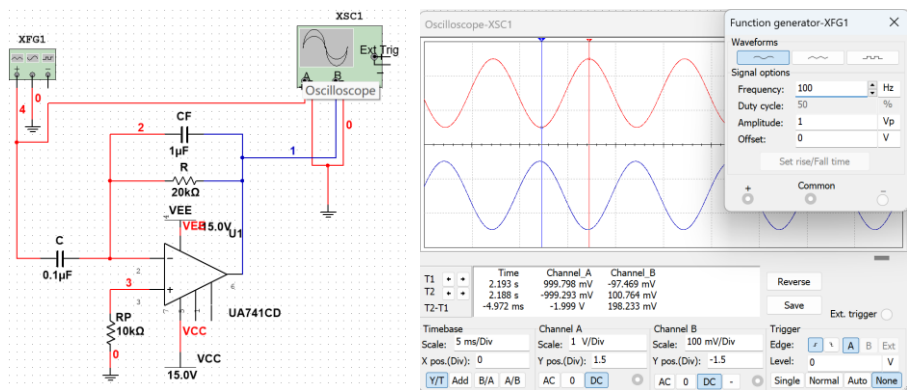 XFG1
XSC1
Ext Trig
A
B
Oscilloscope
4
0
0
2
CF
1µF
1
R
20kΩ
VEE
VEE
-15.0V
U1
C
0.1µF
4
2
3
3
6
7
5
1
UA741CD
RP
10kΩ
0
VCC
VCC
15.0V
Oscilloscope-XSC1
Function generator-XFG1
Waveforms
Signal options
Frequency: 100 Hz
Duty cycle: 50 %
Amplitude: 1 Vp
Offset: 0 V
Set rise/Fall time
+ Common -
Time Channel_A Channel_B
T1 2.193 s 999.798 mV -97.469 mV
T2 2.188 s -999.293 mV 100.764 mV
T2-T1 -4.972 ms -1.999 V 198.233 mV
Reverse
Save
Ext. trigger
Timebase
Scale: 5 ms/Div
X pos.(Div): 0
Y/T Add B/A A/B
Channel A
Scale: 1 V/Div
Y pos.(Div): 1.5
AC 0 DC
Channel B
Scale: 100 mV/Div
Y pos.(Div): -1.5
AC 0 DC -
Trigger
Edge: A B Ext
Level: 0 V
Single Normal Auto None